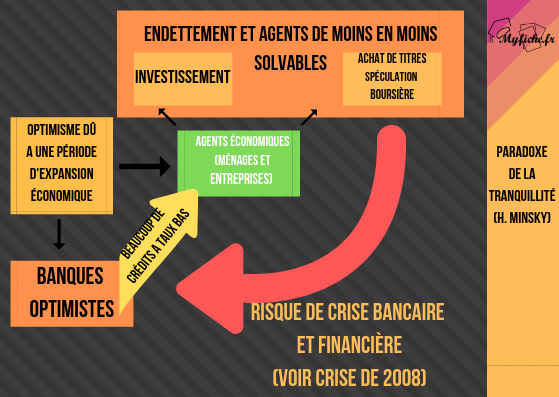 ENDETTEMENT ET AGENTS DE MOINS EN MOINS
SOLVABLES
INVESTISSEMENT
ACHAT DE TITRES
SPÉCULATION
BOURSIÈRE
Myfiche.fr
OPTIMISME DÛ
A UNE PÉRIODE
D'EXPANSION
ÉCONOMIQUE
AGENTS ÉCONOMIQUES
(MÉNAGES ET
ENTREPRISES)
PARADOXE
DE LA
TRANQUILLITÉ
(H. MINSKY)
BEAUCOUP DE
CRÉDITS A TAUX BAS
BANQUES
OPTIMISTES
RISQUE DE CRISE BANCAIRE
ET FINANCIÈRE
(VOIR CRISE DE 2008)